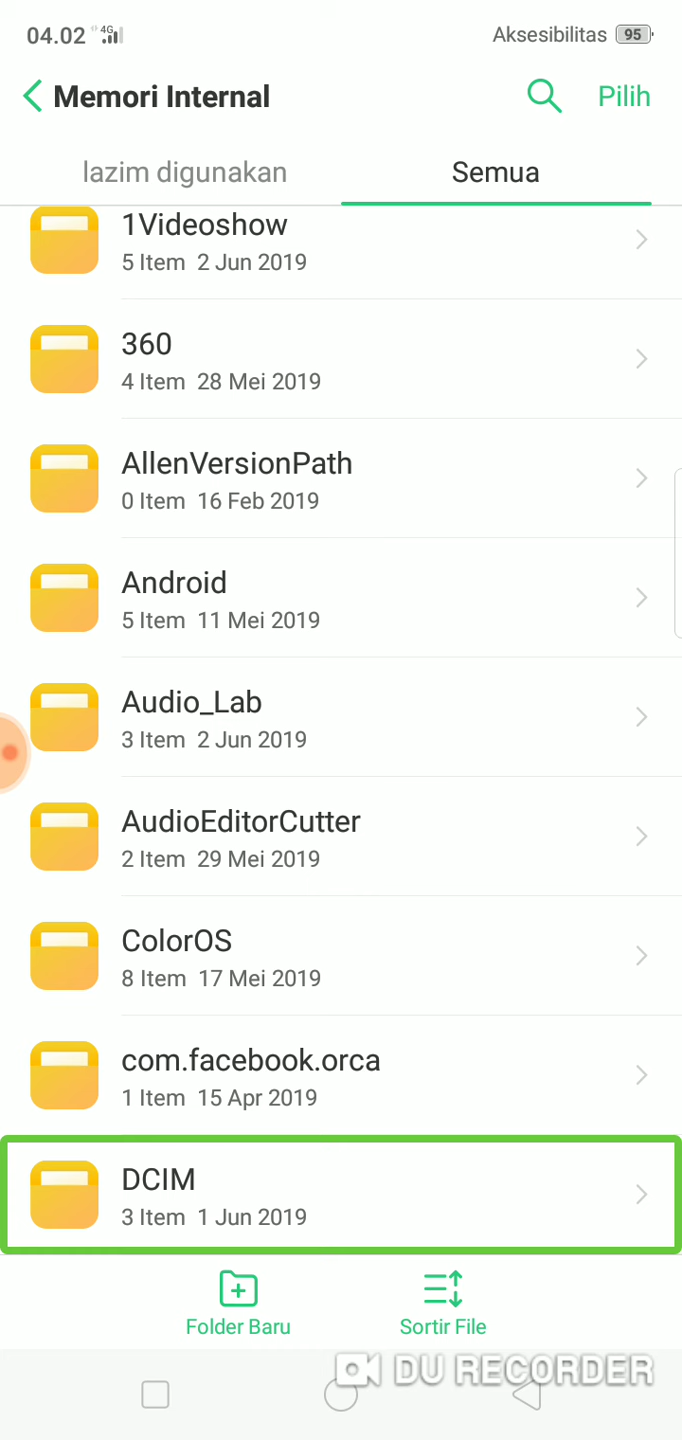 04.02 4G Aksesibilitas 95
Memori Internal Pilih
lazim digunakan Semua
1Videoshow
5 Item 2 Jun 2019
360
4 Item 28 Mei 2019
AllenVersionPath
0 Item 16 Feb 2019
Android
5 Item 11 Mei 2019
Audio_Lab
3 Item 2 Jun 2019
AudioEditorCutter
2 Item 29 Mei 2019
ColorOS
8 Item 17 Mei 2019
com.facebook.orca
1 Item 15 Apr 2019
DCIM
3 Item 1 Jun 2019
Folder Baru Sortir File
DU RECORDER